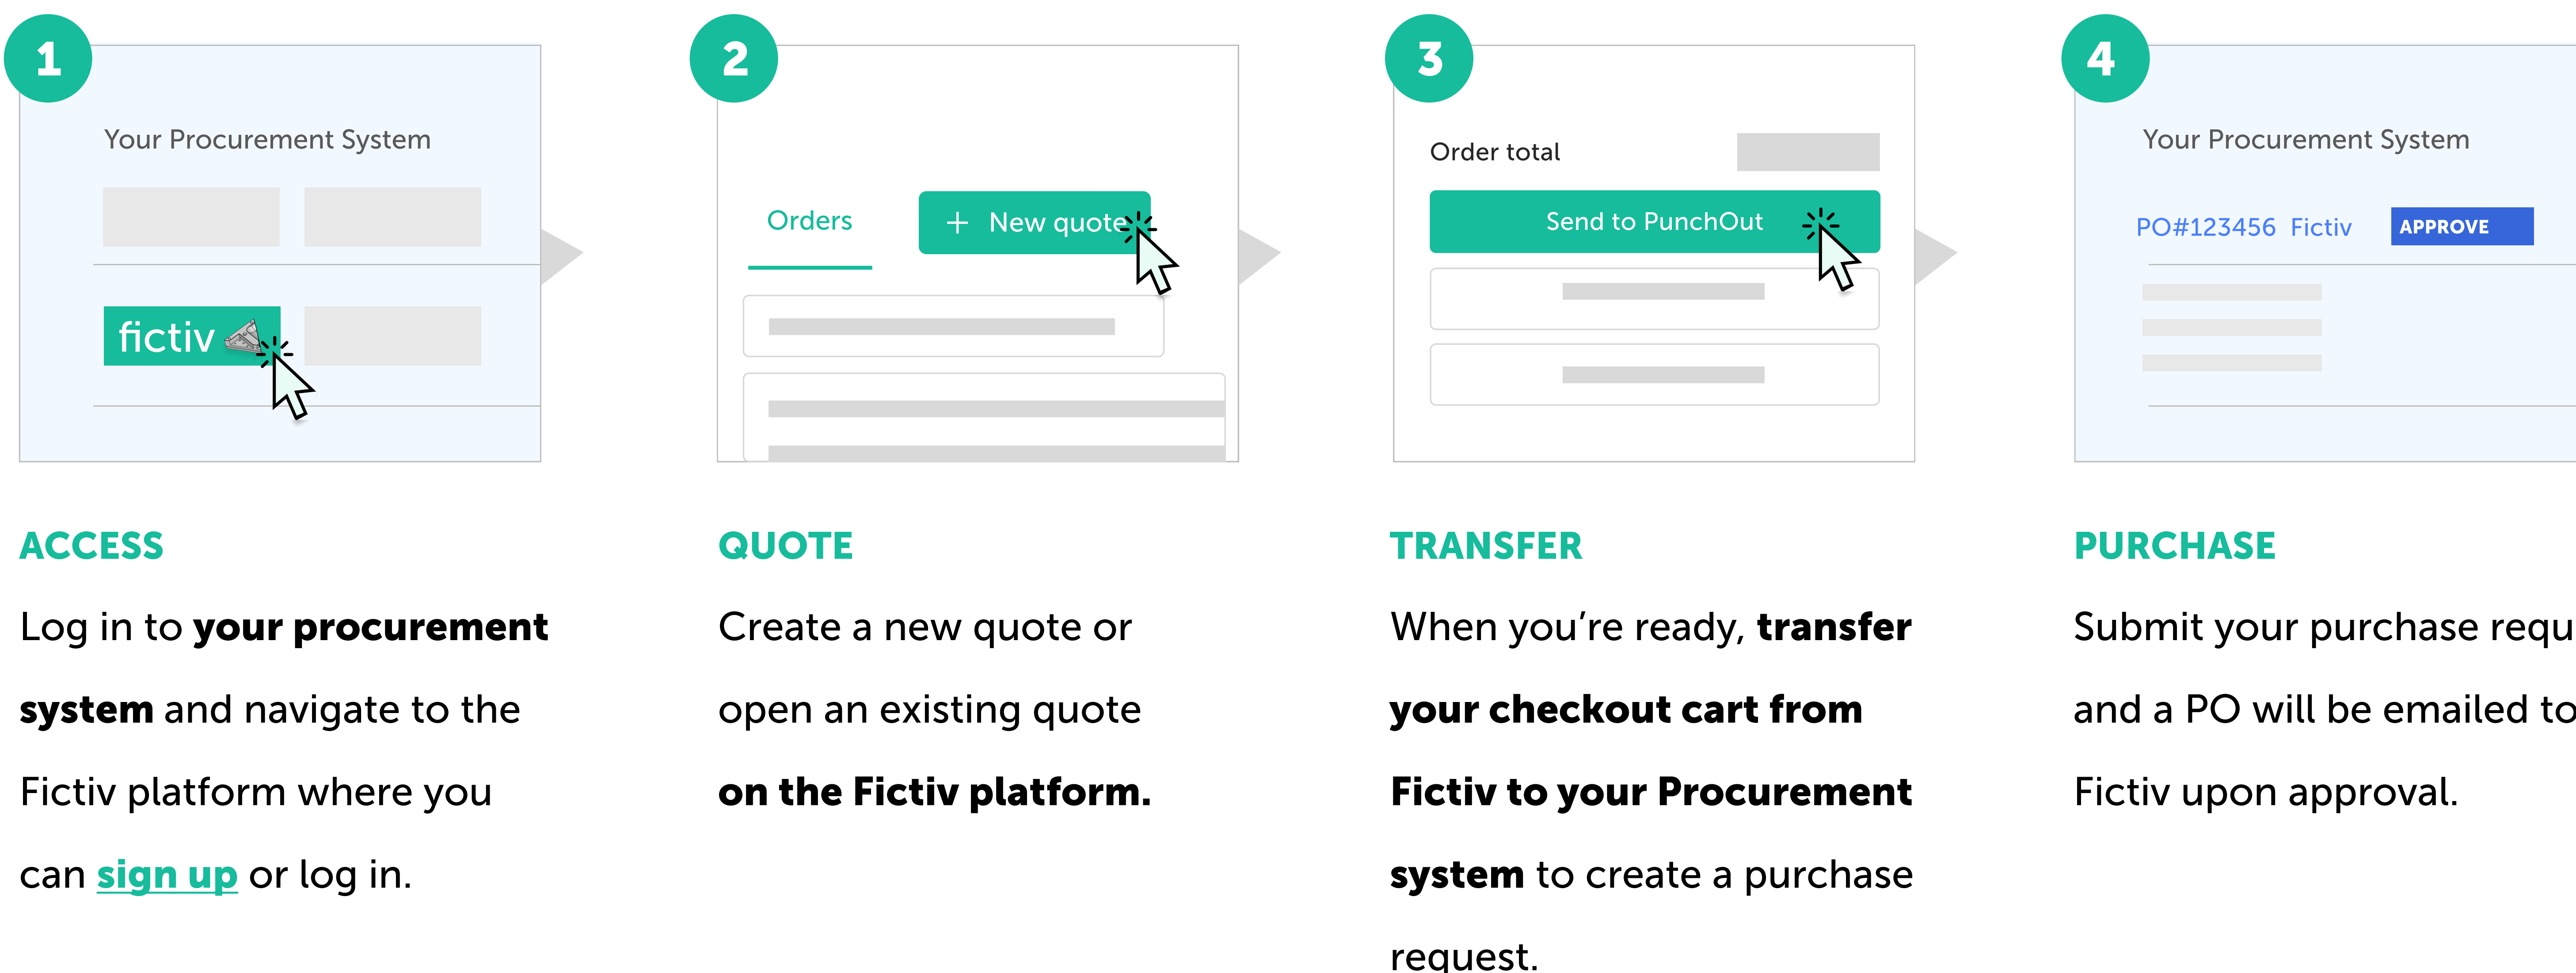 1
Your Procurement System
fictiv
ACCESS
Log in to your procurement
system and navigate to the
Fictiv platform where you
can sign up or log in.
2
Orders
+ New quote
QUOTE
Create a new quote or
open an existing quote
on the Fictiv platform.
3
Order total
Send to PunchOut
TRANSFER
When you’re ready, transfer
your checkout cart from
Fictiv to your Procurement
system to create a purchase
request.
4
Your Procurement System
PO#123456 Fictiv APPROVE
PURCHASE
Submit your purchase requ
and a PO will be emailed to
Fictiv upon approval.